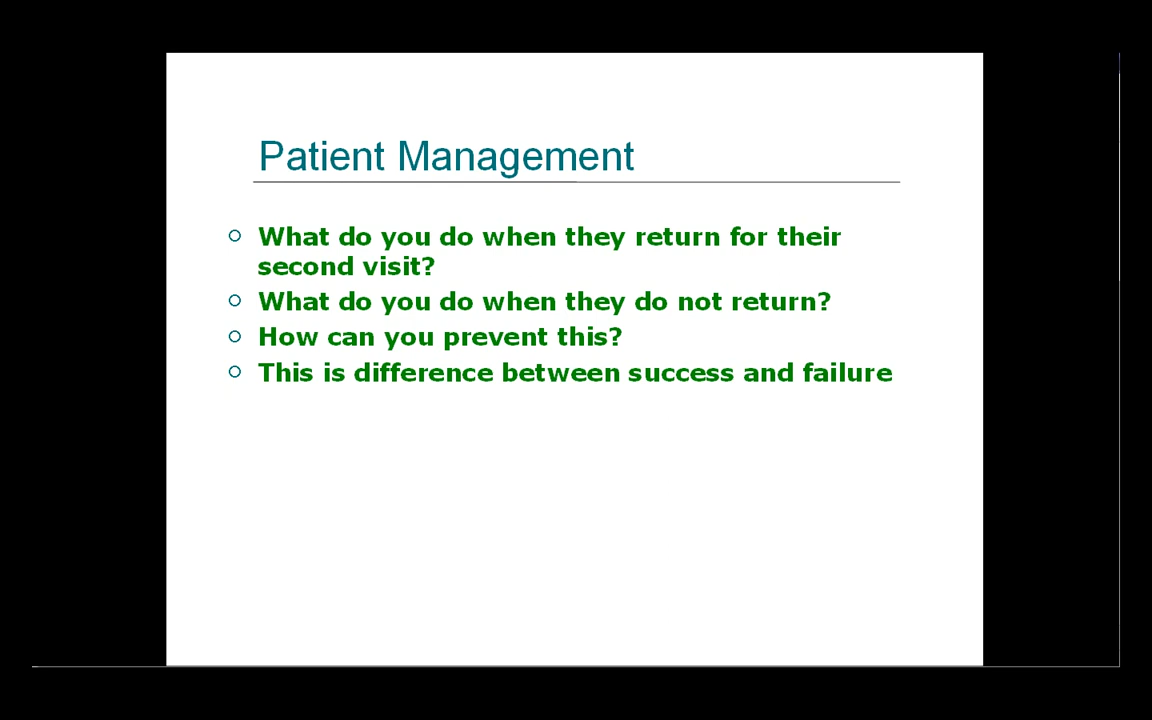 Patient Management
What do you do when they return for their
second visit?
What do you do when they do not return?
How can you prevent this?
This is difference between success and failure